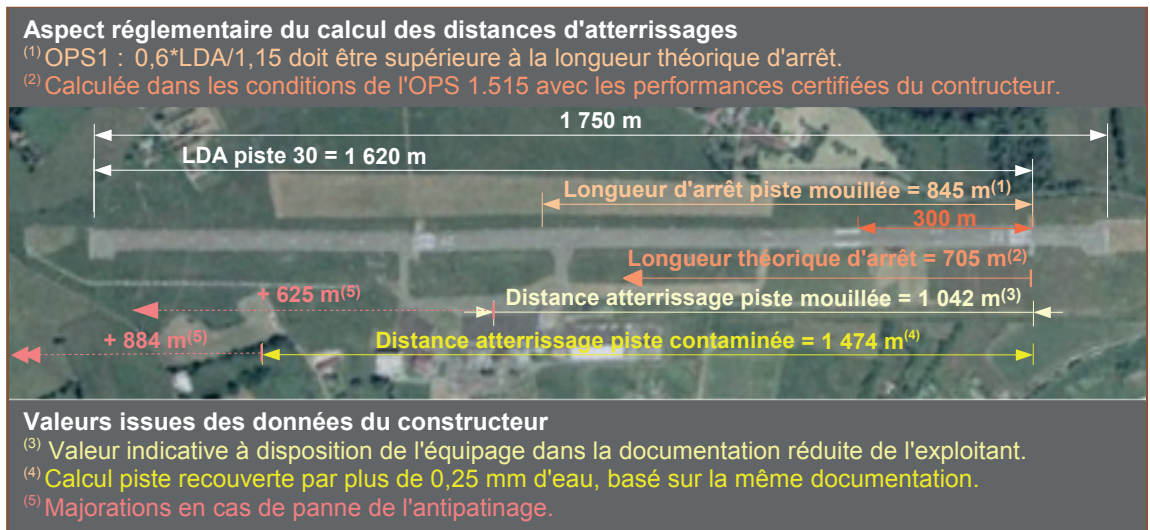 Aspect réglementaire du calcul des distances d'atterrissages
(1) OPS1 : 0,6*LDA/1,15 doit être supérieure à la longueur théorique d'arrêt.
(2) Calculée dans les conditions de l'OPS 1.515 avec les performances certifiées du contructeur.
1 750 m
LDA piste 30 = 1 620 m
Longueur d'arrêt piste mouillée = 845 m(1)
300 m
Longueur théorique d'arrêt = 705 m(2)
+ 625 m(5)
Distance atterrissage piste mouillée = 1 042 m(3)
+ 884 m(5)
Distance atterrissage piste contaminée = 1 474 m(4)
Valeurs issues des données du constructeur
(3) Valeur indicative à disposition de l'équipage dans la documentation réduite de l'exploitant.
(4) Calcul piste recouverte par plus de 0,25 mm d'eau, basé sur la même documentation.
(5) Majorations en cas de panne de l'antipatinage.